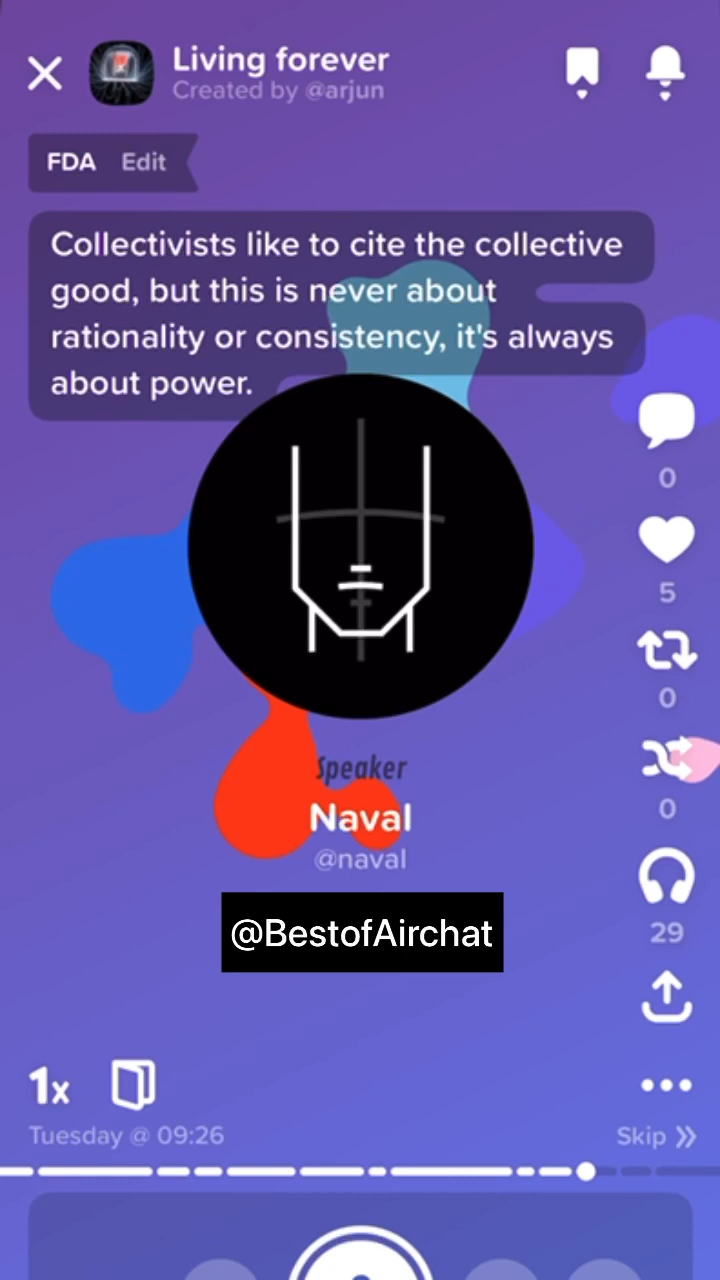 Living forever
Created by @arjun
FDA Edit
Collectivists like to cite the collective
good, but this is never about
rationality or consistency, it's always
about power.
0
5
0
0
29
Speaker
Naval
@naval
@BestofAirchat
1x
Tuesday @ 09:26
Skip